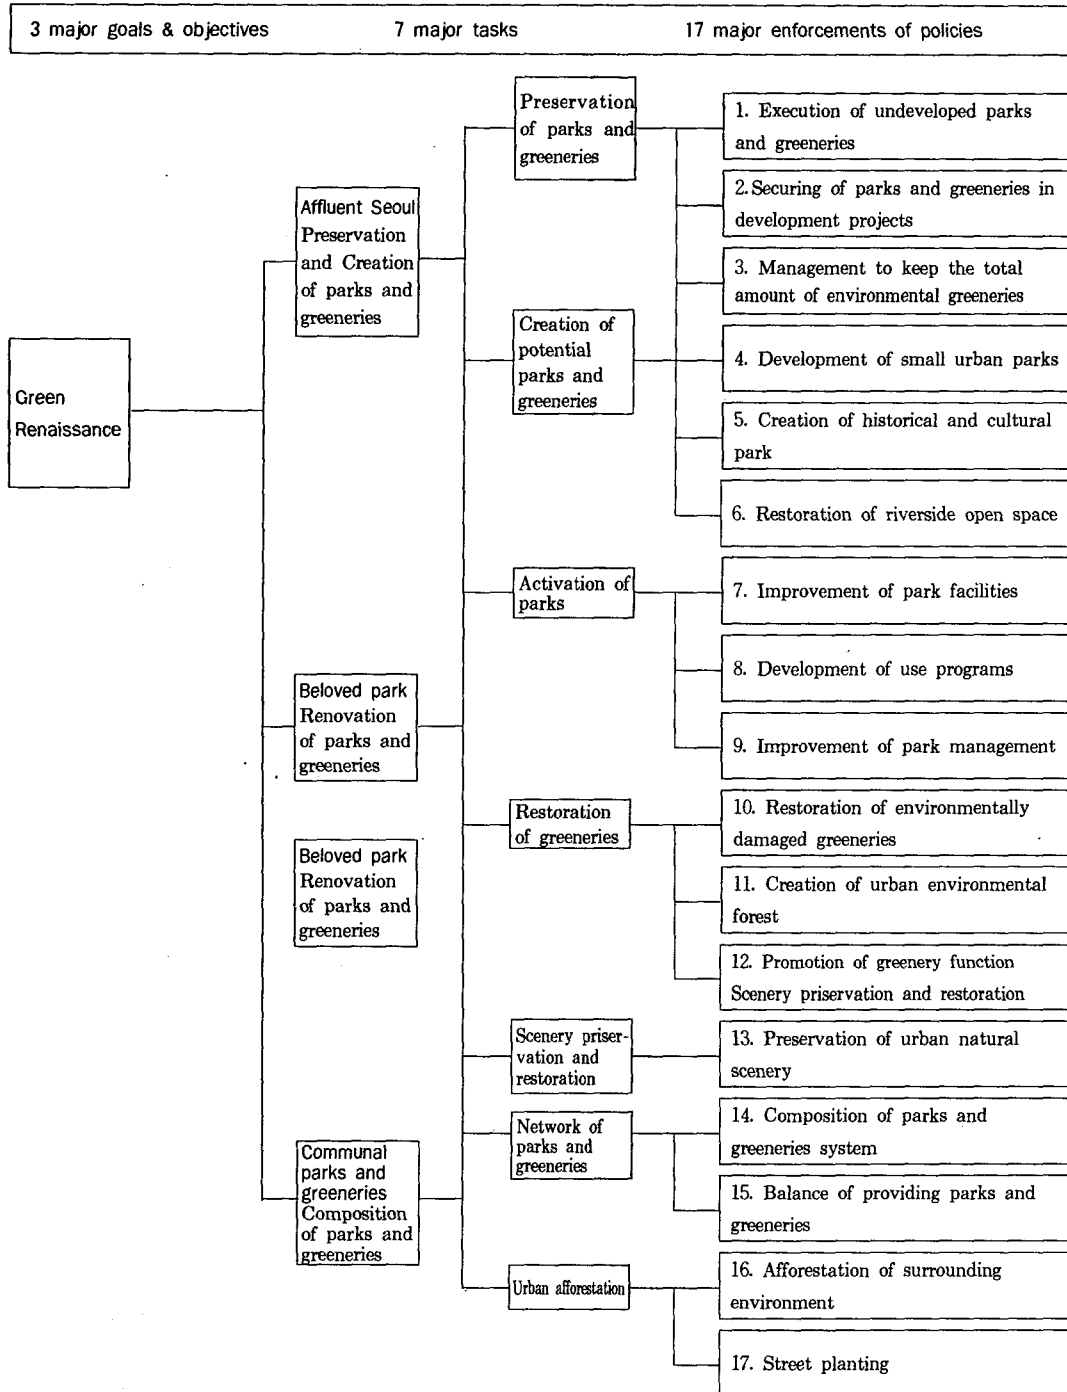 3 major goals & objectives 7 major tasks 17 major enforcements of policies
Green
Renaissance
Affluent Seoul
Preservation
and Creation
of parks and
greeneries
Beloved park
Renovation
of parks and
greeneries
Beloved park
Renovation
of parks and
greeneries
Communal
parks and
greeneries
Composition
of parks and
greeneries
Preservation
of parks and
greeneries
Creation of
potential
parks and
greeneries
Activation of
parks
Restoration
of greeneries
Scenery priser-
vation and
restoration
Network of
parks and
greeneries
Urban afforestation
1. Execution of undeveloped parks
and greeneries
2. Securing of parks and greeneries in
development projects
3. Management to keep the total
amount of environmental greeneries
4. Development of small urban parks
5. Creation of historical and cultural
park
6. Restoration of riverside open space
7. Improvement of park facilities
8. Development of use programs
9. Improvement of park management
10. Restoration of environmentally
damaged greeneries
11. Creation of urban environmental
forest
12. Promotion of greenery function
Scenery priservation and restoration
13. Preservation of urban natural
scenery
14. Composition of parks and
greeneries system
15. Balance of providing parks and
greeneries
16. Afforestation of surrounding
environment
17. Street planting